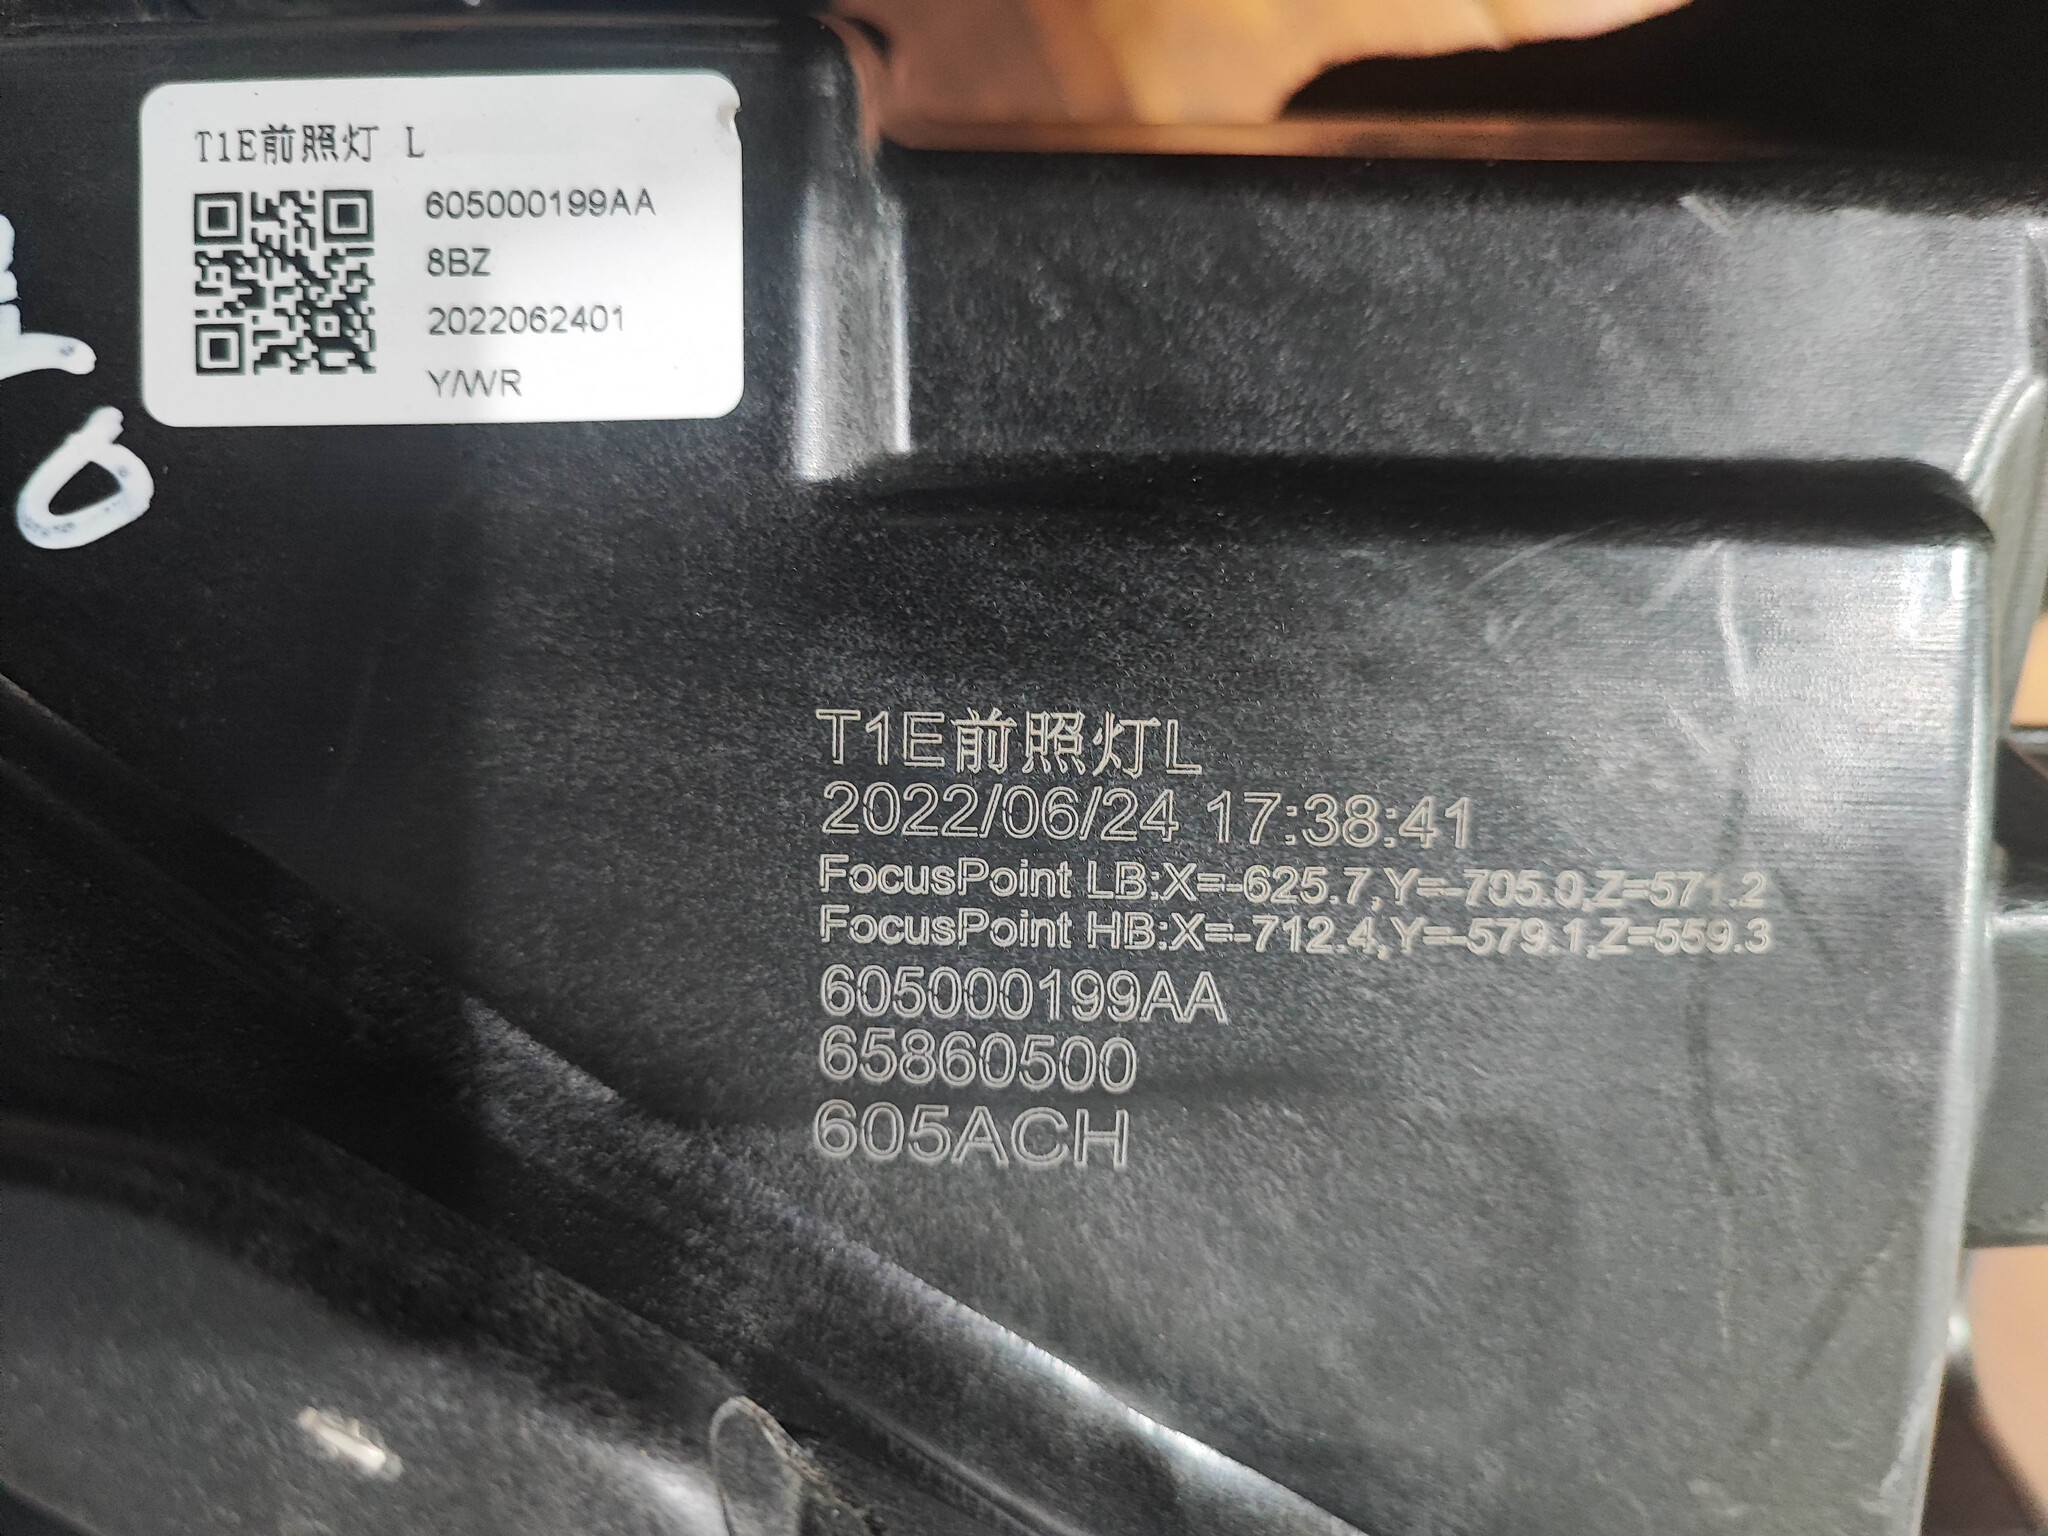 T1E前照灯 L
605000199AA
8BZ
2022062401
Y/WR
T1E前照灯L
2022/06/24 17:38:41
FocusPoint LB:X=-625.7,Y=-705.0,Z=571.2
FocusPoint HB:X=-712.4,Y=-579.1,Z=559.3
605000199AA
65860500
605ACH